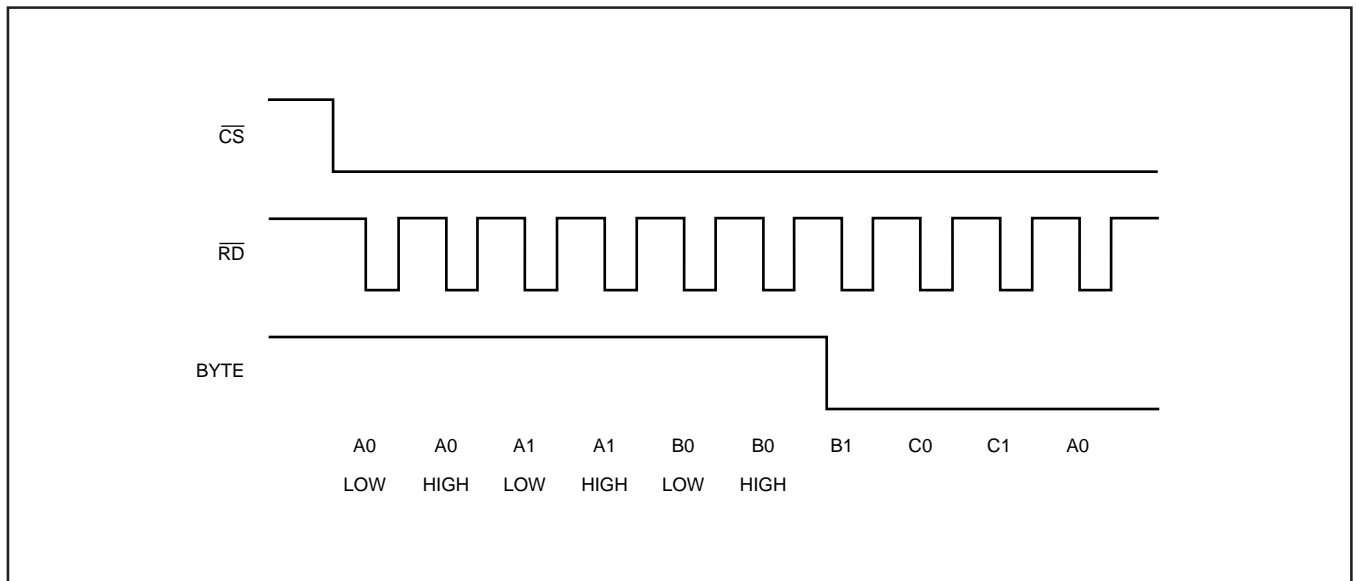 CS
RD
BYTE
A0 A0 A1 A1 B0 B0 B1 C0 C1 A0
LOW HIGH LOW HIGH LOW HIGH